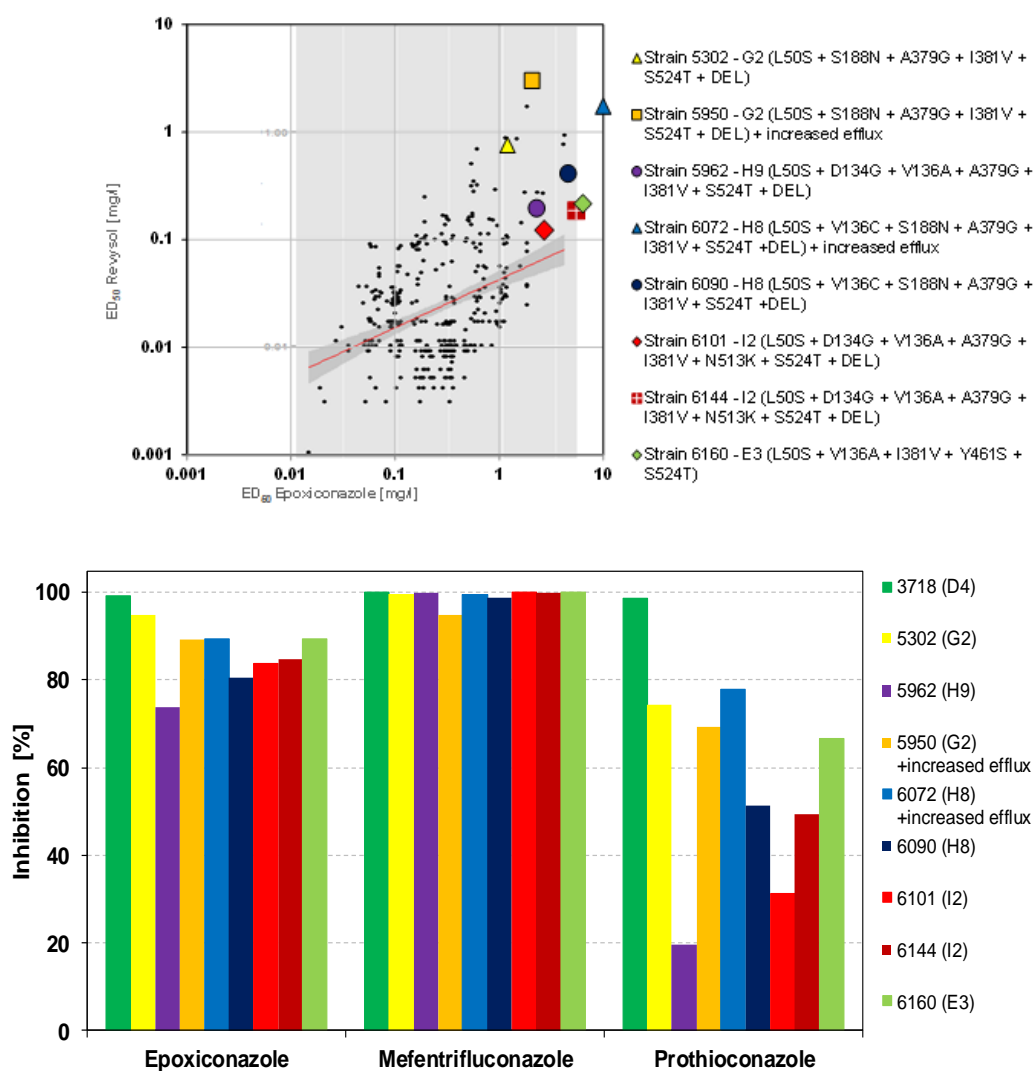 10
1
0.1
0.01
0.001
1.00
0.01
ED50 Revysol [mg/l]
0.001
0.01
0.1
1
10
ED50 Epoxiconazole [mg/l]
Strain 5302 - G2 (L50S + S188N + A379G + I381V +
S524T + DEL)
Strain 5950 - G2 (L50S + S188N + A379G + I381V +
S524T + DEL) + increased efflux
Strain 5962 - H9 (L50S + D134G + V136A + A379G +
I381V + S524T + DEL)
Strain 6072 - H8 (L50S + V136C + S188N + A379G +
I381V + S524T +DEL) + increased efflux
Strain 6090 - H8 (L50S + V136C + S188N + A379G +
I381V + S524T +DEL)
Strain 6101 - I2 (L50S + D134G + V136A + A379G +
I381V + N513K + S524T + DEL)
Strain 6144 - I2 (L50S + D134G + V136A + A379G +
I381V + N513K + S524T + DEL)
Strain 6160 - E3 (L50S + V136A + I381V + Y461S +
S524T)
100
80
60
40
20
0
Inhibition [%]
Epoxiconazole
Mefentrifluconazole
Prothioconazole
3718 (D4)
5302 (G2)
5962 (H9)
5950 (G2)
+increased efflux
6072 (H8)
+increased efflux
6090 (H8)
6101 (I2)
6144 (I2)
6160 (E3)